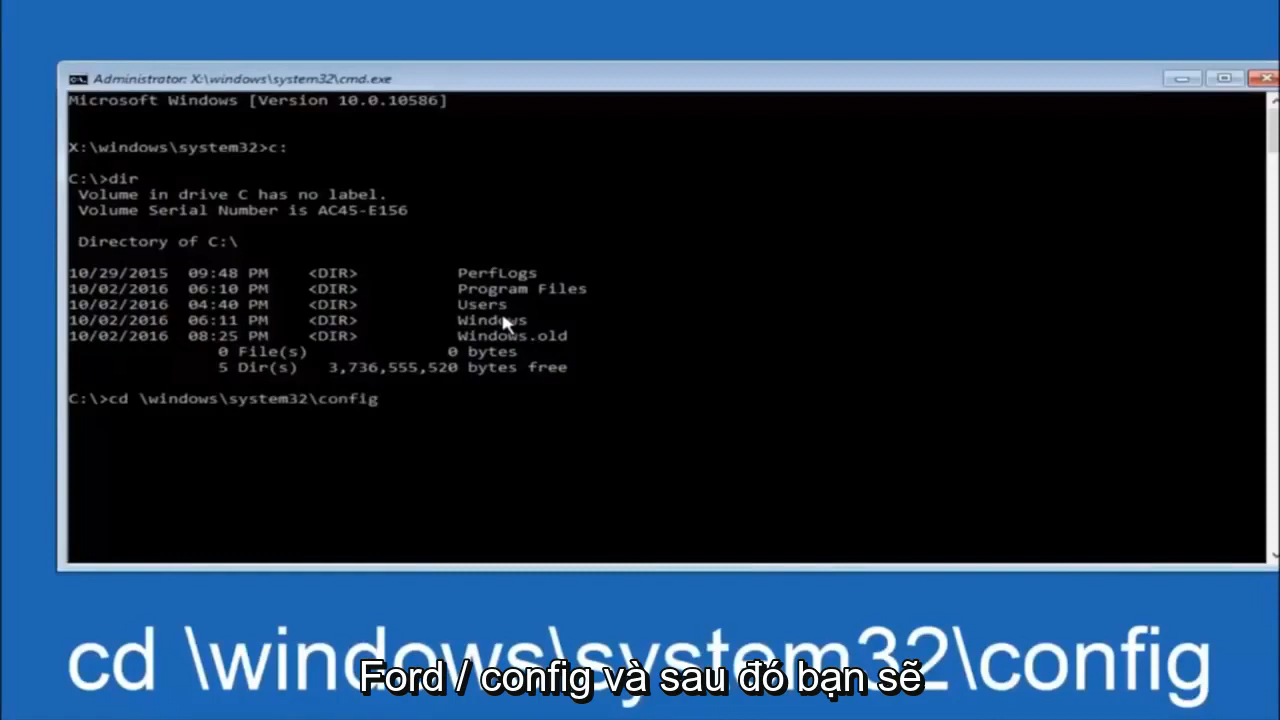 Administrator: X:\windows\system32\cmd.exe
Microsoft Windows [Version 10.0.10586]
X:\windows\system32>c:
C:\>dir
Volume in drive C has no label.
Volume Serial Number is AC45-E156
Directory of C:\
10/29/2015 09:48 PM <DIR> PerfLogs
10/02/2016 06:10 PM <DIR> Program Files
10/02/2016 04:40 PM <DIR> Users
10/02/2016 06:11 PM <DIR> Windows
10/02/2016 08:25 PM <DIR> Windows.old
0 File(s) 0 bytes
5 Dir(s) 3,736,555,520 bytes free
C:\>cd \windows\system32\config
cd \windows\system32\config
Ford / config và sau đó bạn sẽ